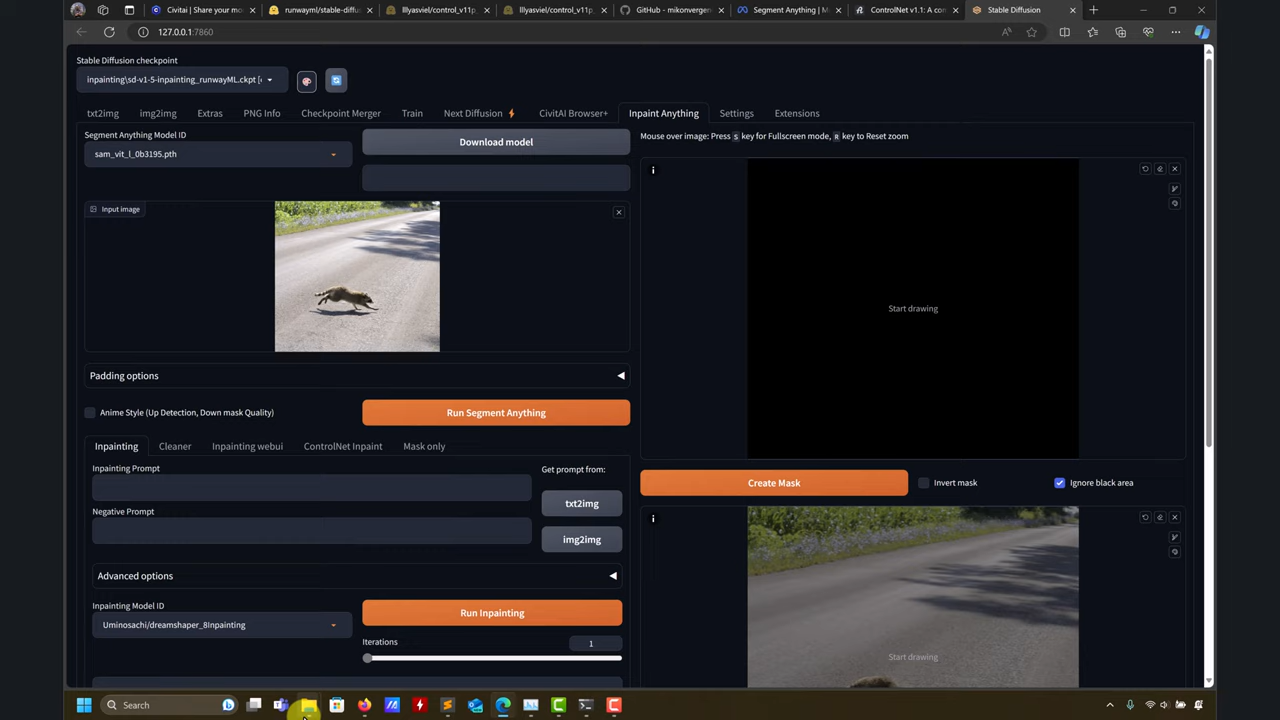 Civitai | Share your mo
runwayml/stable-diffus
lllyasviel/control_v11p
lllyasviel/control_v11p
GitHub - mikonvergen
Segment Anything | M
ControlNet v1.1: A con
Stable Diffusion
127.0.0.1:7860
Stable Diffusion checkpoint
inpainting\sd-v1-5-inpainting_runwayML.ckpt [
txt2img
img2img
Extras
PNG Info
Checkpoint Merger
Train
Next Diffusion
CivitAI Browser+
Inpaint Anything
Settings
Extensions
Segment Anything Model ID
sam_vit_l_0b3195.pth
Download model
Mouse over image: Press S key for Fullscreen mode, R key to Reset zoom
Input image
Start drawing
Padding options
Anime Style (Up Detection, Down mask Quality)
Run Segment Anything
Inpainting
Cleaner
Inpainting webui
ControlNet Inpaint
Mask only
Inpainting Prompt
Get prompt from:
txt2img
Negative Prompt
img2img
Create Mask
Invert mask
Ignore black area
Advanced options
Inpainting Model ID
Uminosachi/dreamshaper_8Inpainting
Run Inpainting
Iterations
1
Start drawing
Search